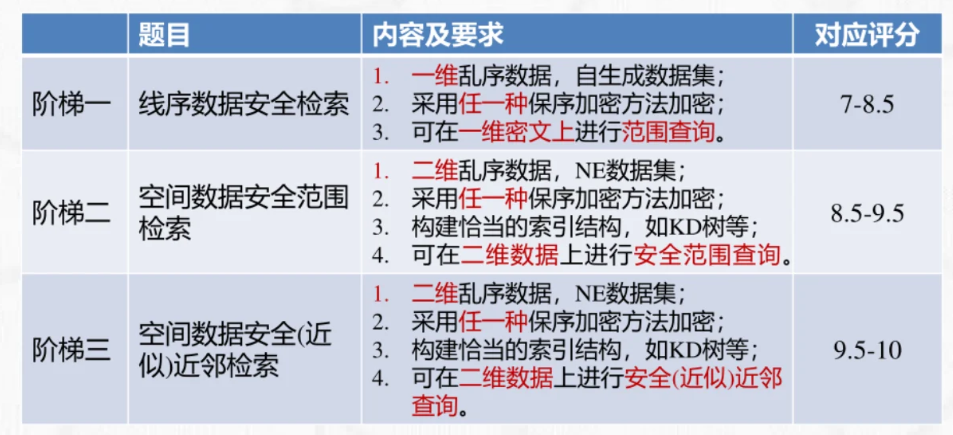 题目 内容及要求 对应评分
阶梯一 线序数据安全检索 7-8.5
1. 一维乱序数据，自生成数据集；
2. 采用任一种保序加密方法加密；
3. 可在一维密文上进行范围查询。
阶梯二 空间数据安全范围
检索 8.5-9.5
1. 二维乱序数据，NE数据集；
2. 采用任一种保序加密方法加密；
3. 构建恰当的索引结构，如KD树等；
4. 可在二维数据上进行安全范围查询。
阶梯三 空间数据安全(近
似)近邻检索 9.5-10
1. 二维乱序数据，NE数据集；
2. 采用任一种保序加密方法加密；
3. 构建恰当的索引结构，如KD树等；
4. 可在二维数据上进行安全(近似)近邻
查询。